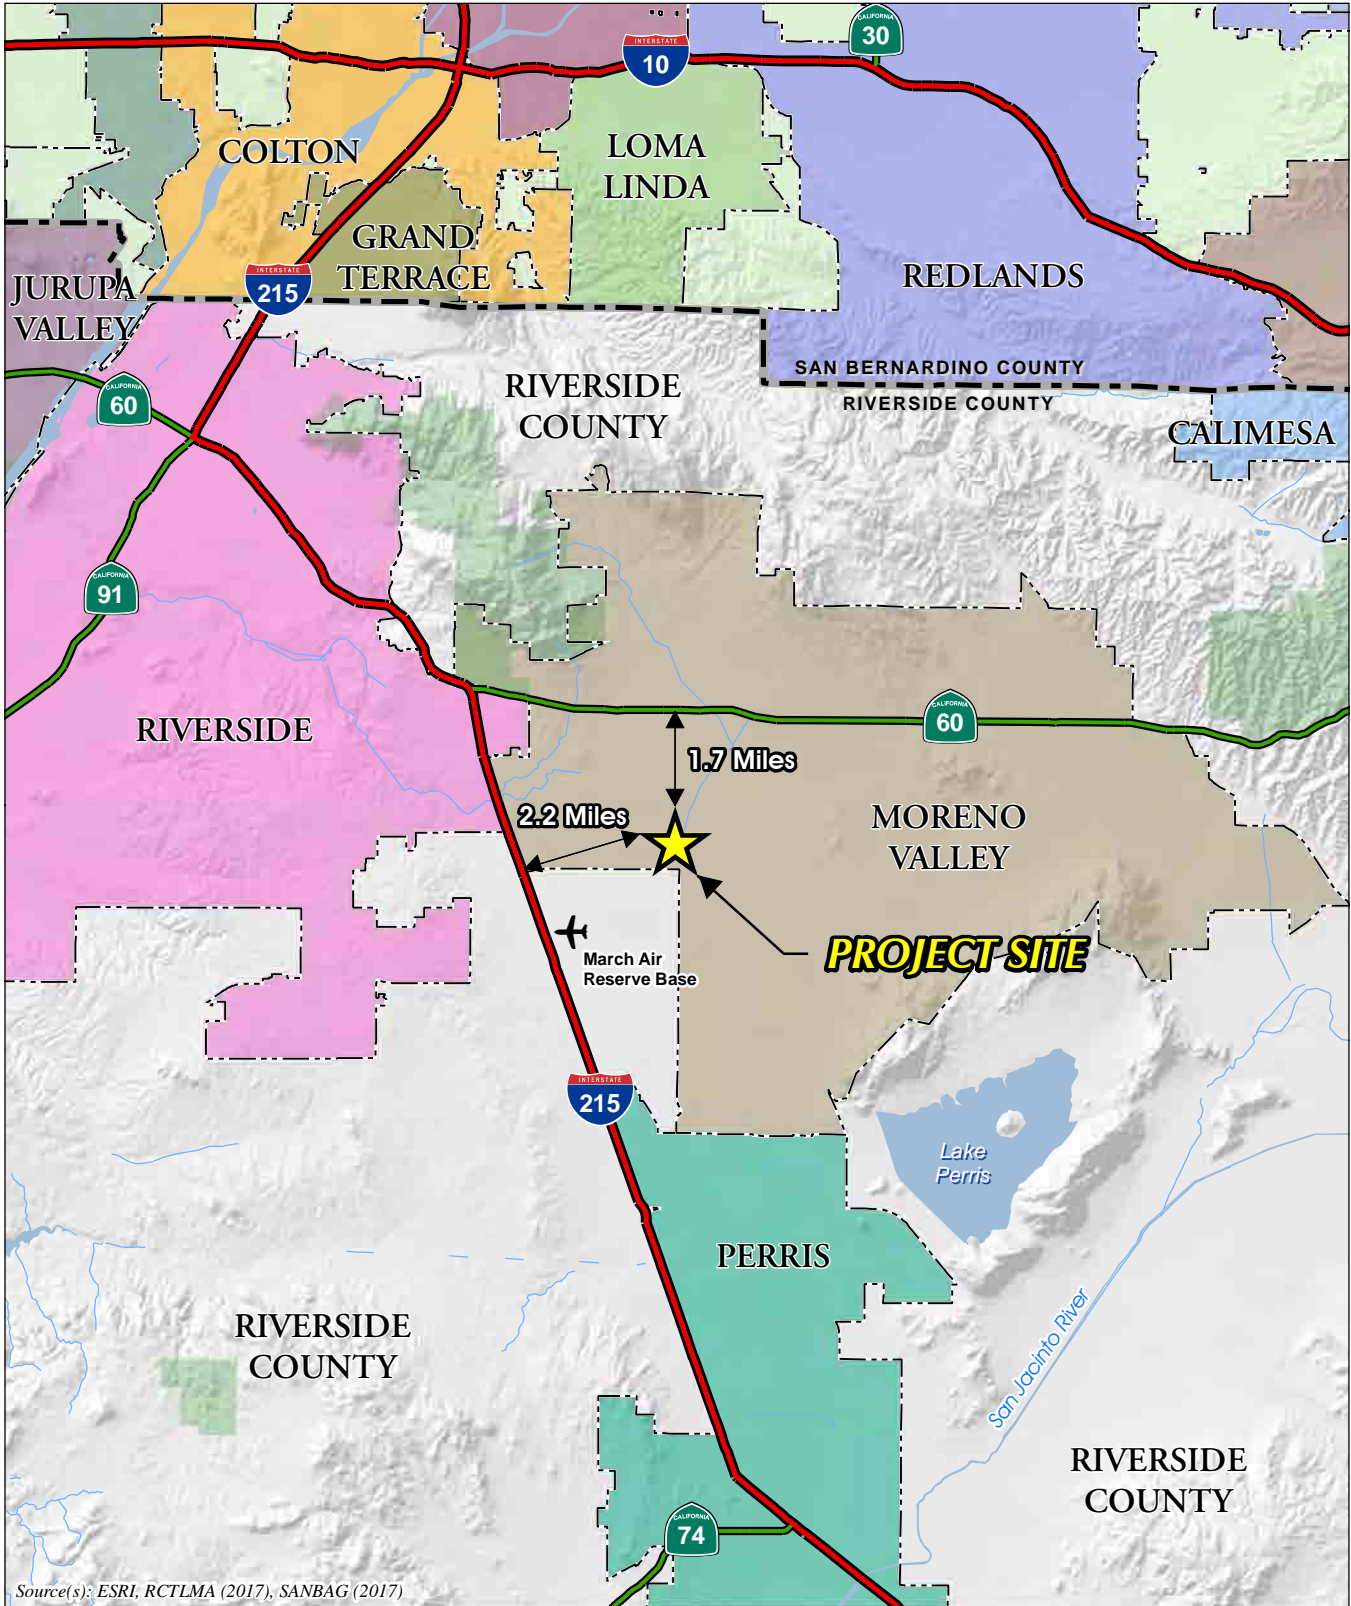 CALIFORNIA
30
INTERSTATE
10
COLTON
LOMA
LINDA
GRAND
TERRACE
REDLANDS
INTERSTATE
215
JURUPA
VALLEY
SAN BERNARDINO COUNTY
RIVERSIDE COUNTY
RIVERSIDE
COUNTY
CALIFORNIA
60
CALIMESA
CALIFORNIA
91
RIVERSIDE
CALIFORNIA
60
1.7 Miles
2.2 Miles
MORENO
VALLEY
PROJECT SITE
March Air
Reserve Base
INTERSTATE
215
Lake
Perris
PERRIS
RIVERSIDE
COUNTY
San Jacinto River
RIVERSIDE
COUNTY
CALIFORNIA
74
Source(s): ESRI, RCTLMA (2017), SANBAG (2017)